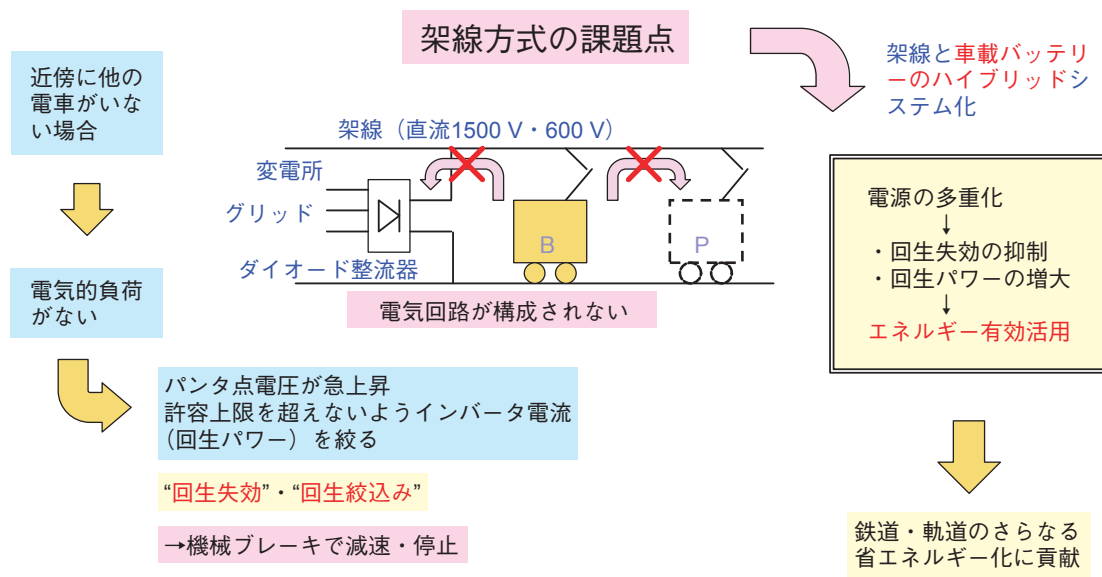 架線方式の課題点
近傍に他の
電車がいな
い場合
電気的負荷
がない
架線（直流1500 V・600 V）
変電所
グリッド
ダイオード整流器
B
P
電気回路が構成されない
パンタ点電圧が急上昇
許容上限を超えないようインバータ電流
（回生パワー）を絞る
“回生失効”・“回生絞込み”
→機械ブレーキで減速・停止
架線と車載バッテリ
ーのハイブリッドシ
ステム化
電源の多重化
↓
・回生失効の抑制
・回生パワーの増大
↓
エネルギー有効活用
鉄道・軌道のさらなる
省エネルギー化に貢献